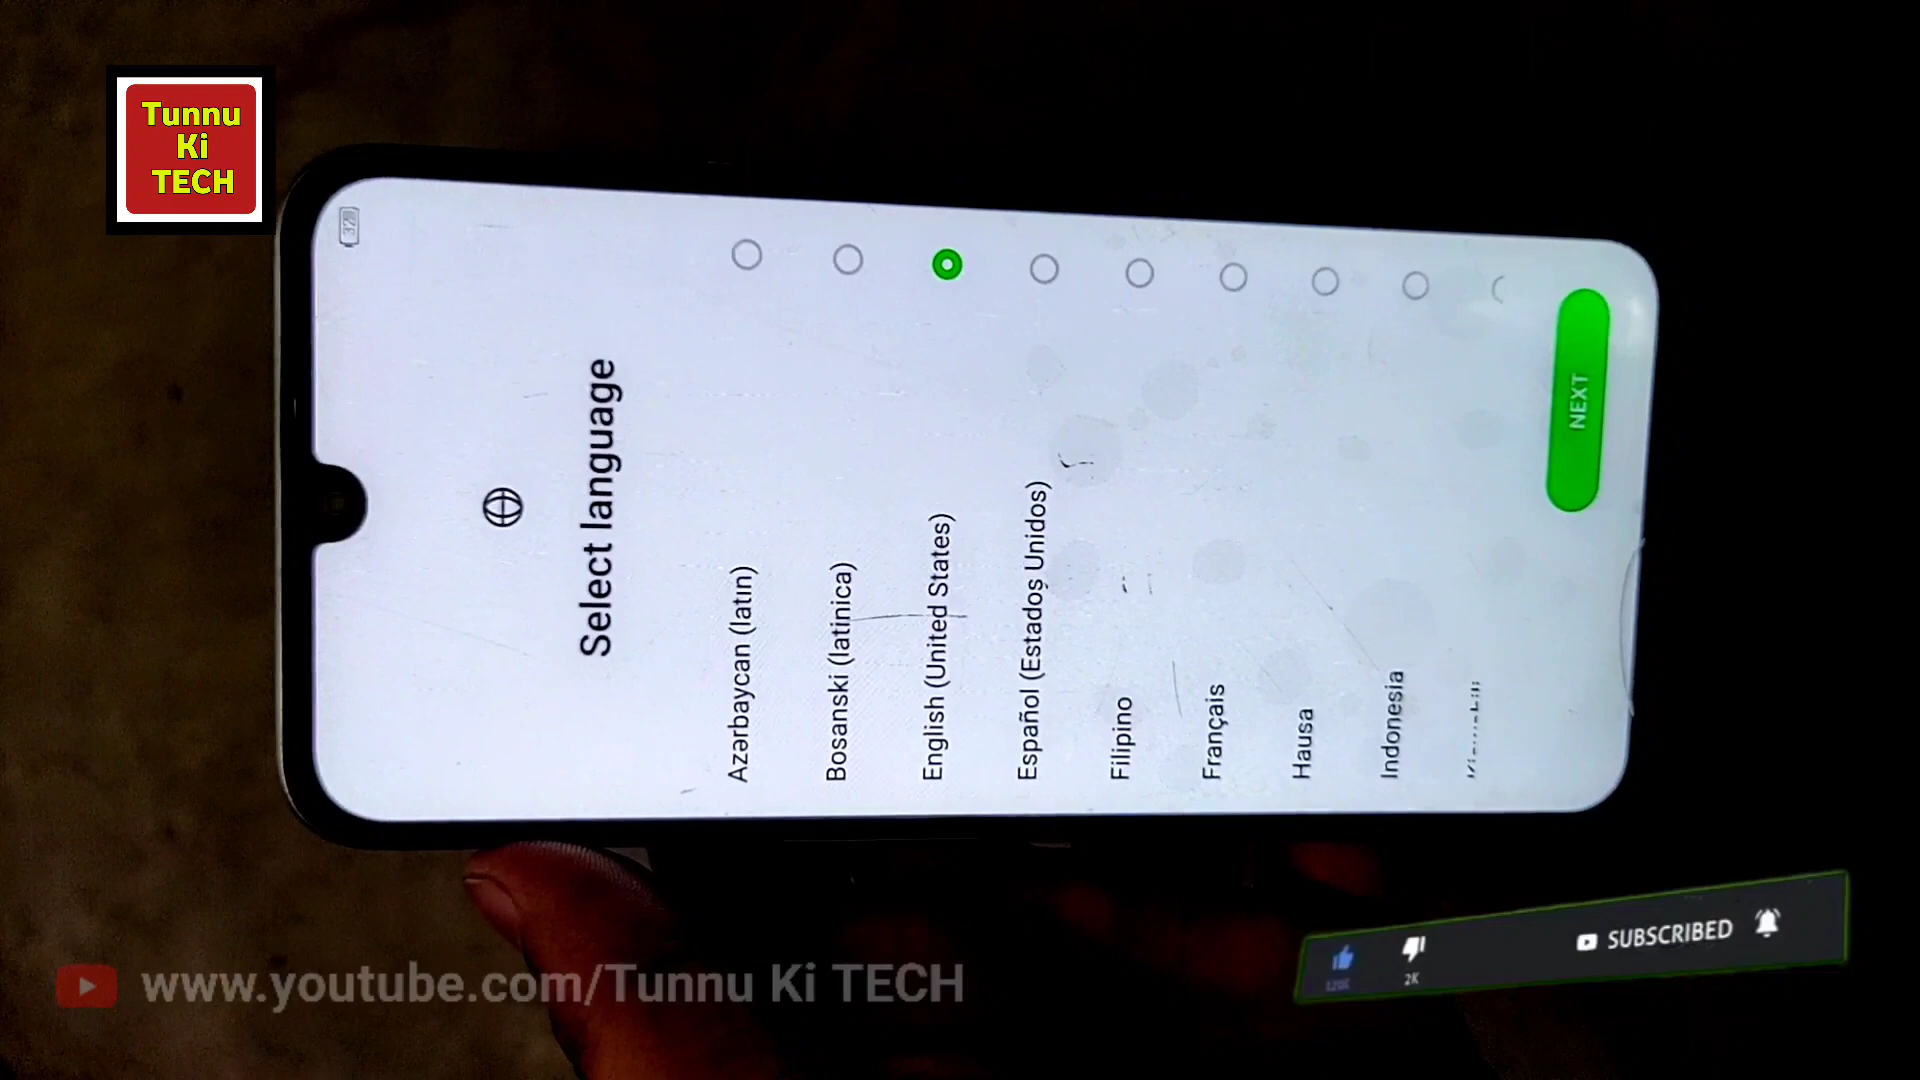 Tunnu
Ki
TECH
32
Select language
Azərbaycan (latın)
Bosanski (latinica)
English (United States)
Español (Estados Unidos)
Filipino
Français
Hausa
Indonesia
NEXT
www.youtube.com/Tunnu Ki TECH
2K
SUBSCRIBED